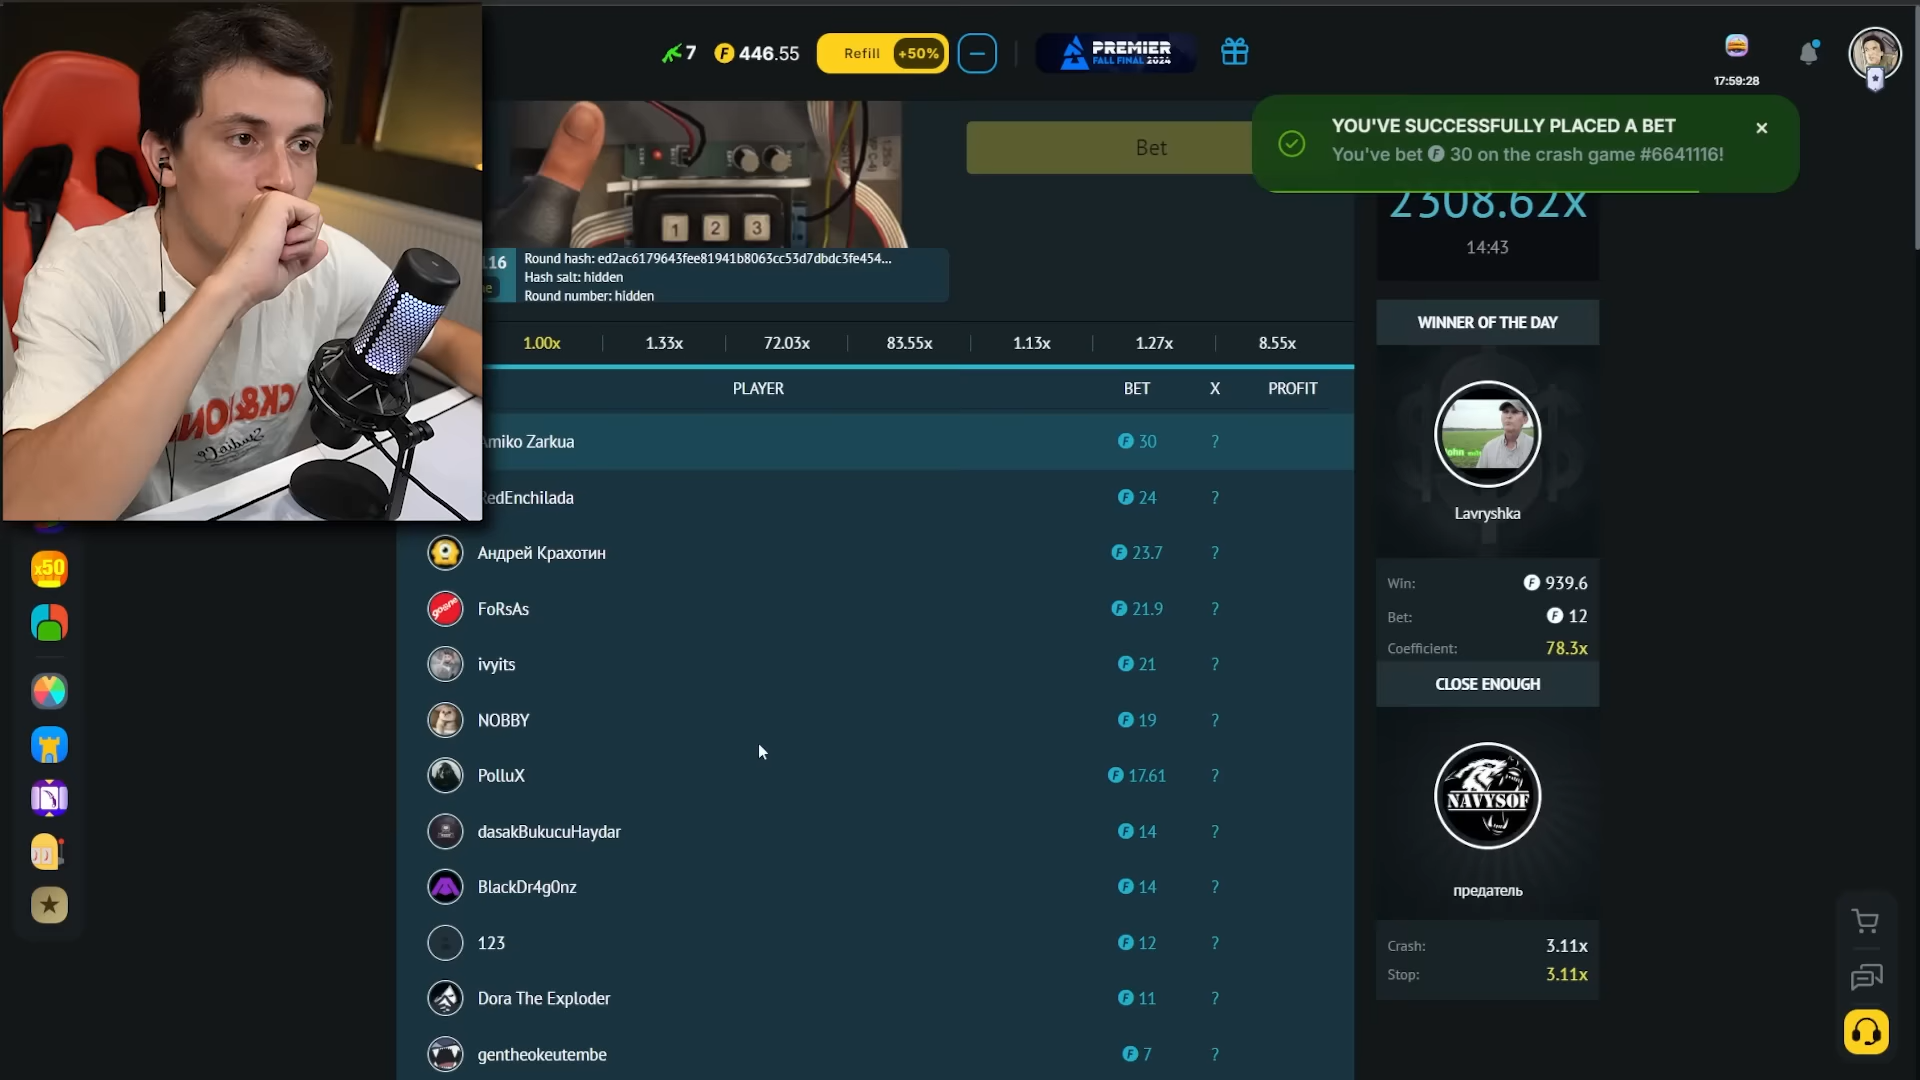 7
446.55
Refill
+50%
PREMIER
FALL FINAL 2024
17:59:28
YOU'VE SUCCESSFULLY PLACED A BET
You've bet F 30 on the crash game #6641116!
Bet
2308.62x
14:43
1 2 3
Round hash: ed2ac6179643fee81941b8063cc53d7dbdc3fe454...
Hash salt: hidden
Round number: hidden
1.00x
1.33x
72.03x
83.55x
1.13x
1.27x
8.55x
PLAYER BET X PROFIT
Amiko Zarkua 30 ?
RedEnchilada 24 ?
Андрей Крахотин 23.7 ?
FoRsAs 21.9 ?
ivyits 21 ?
NOBBY 19 ?
PolluX 17.61 ?
dasakBukucuHaydar 14 ?
BlackDr4g0nz 14 ?
123 12 ?
Dora The Exploder 11 ?
gentheokeutembe 7 ?
WINNER OF THE DAY
Lavryshka
Win: 939.6
Bet: 12
Coefficient: 78.3x
CLOSE ENOUGH
NAVYSOF
предатель
Crash: 3.11x
Stop: 3.11x
x50